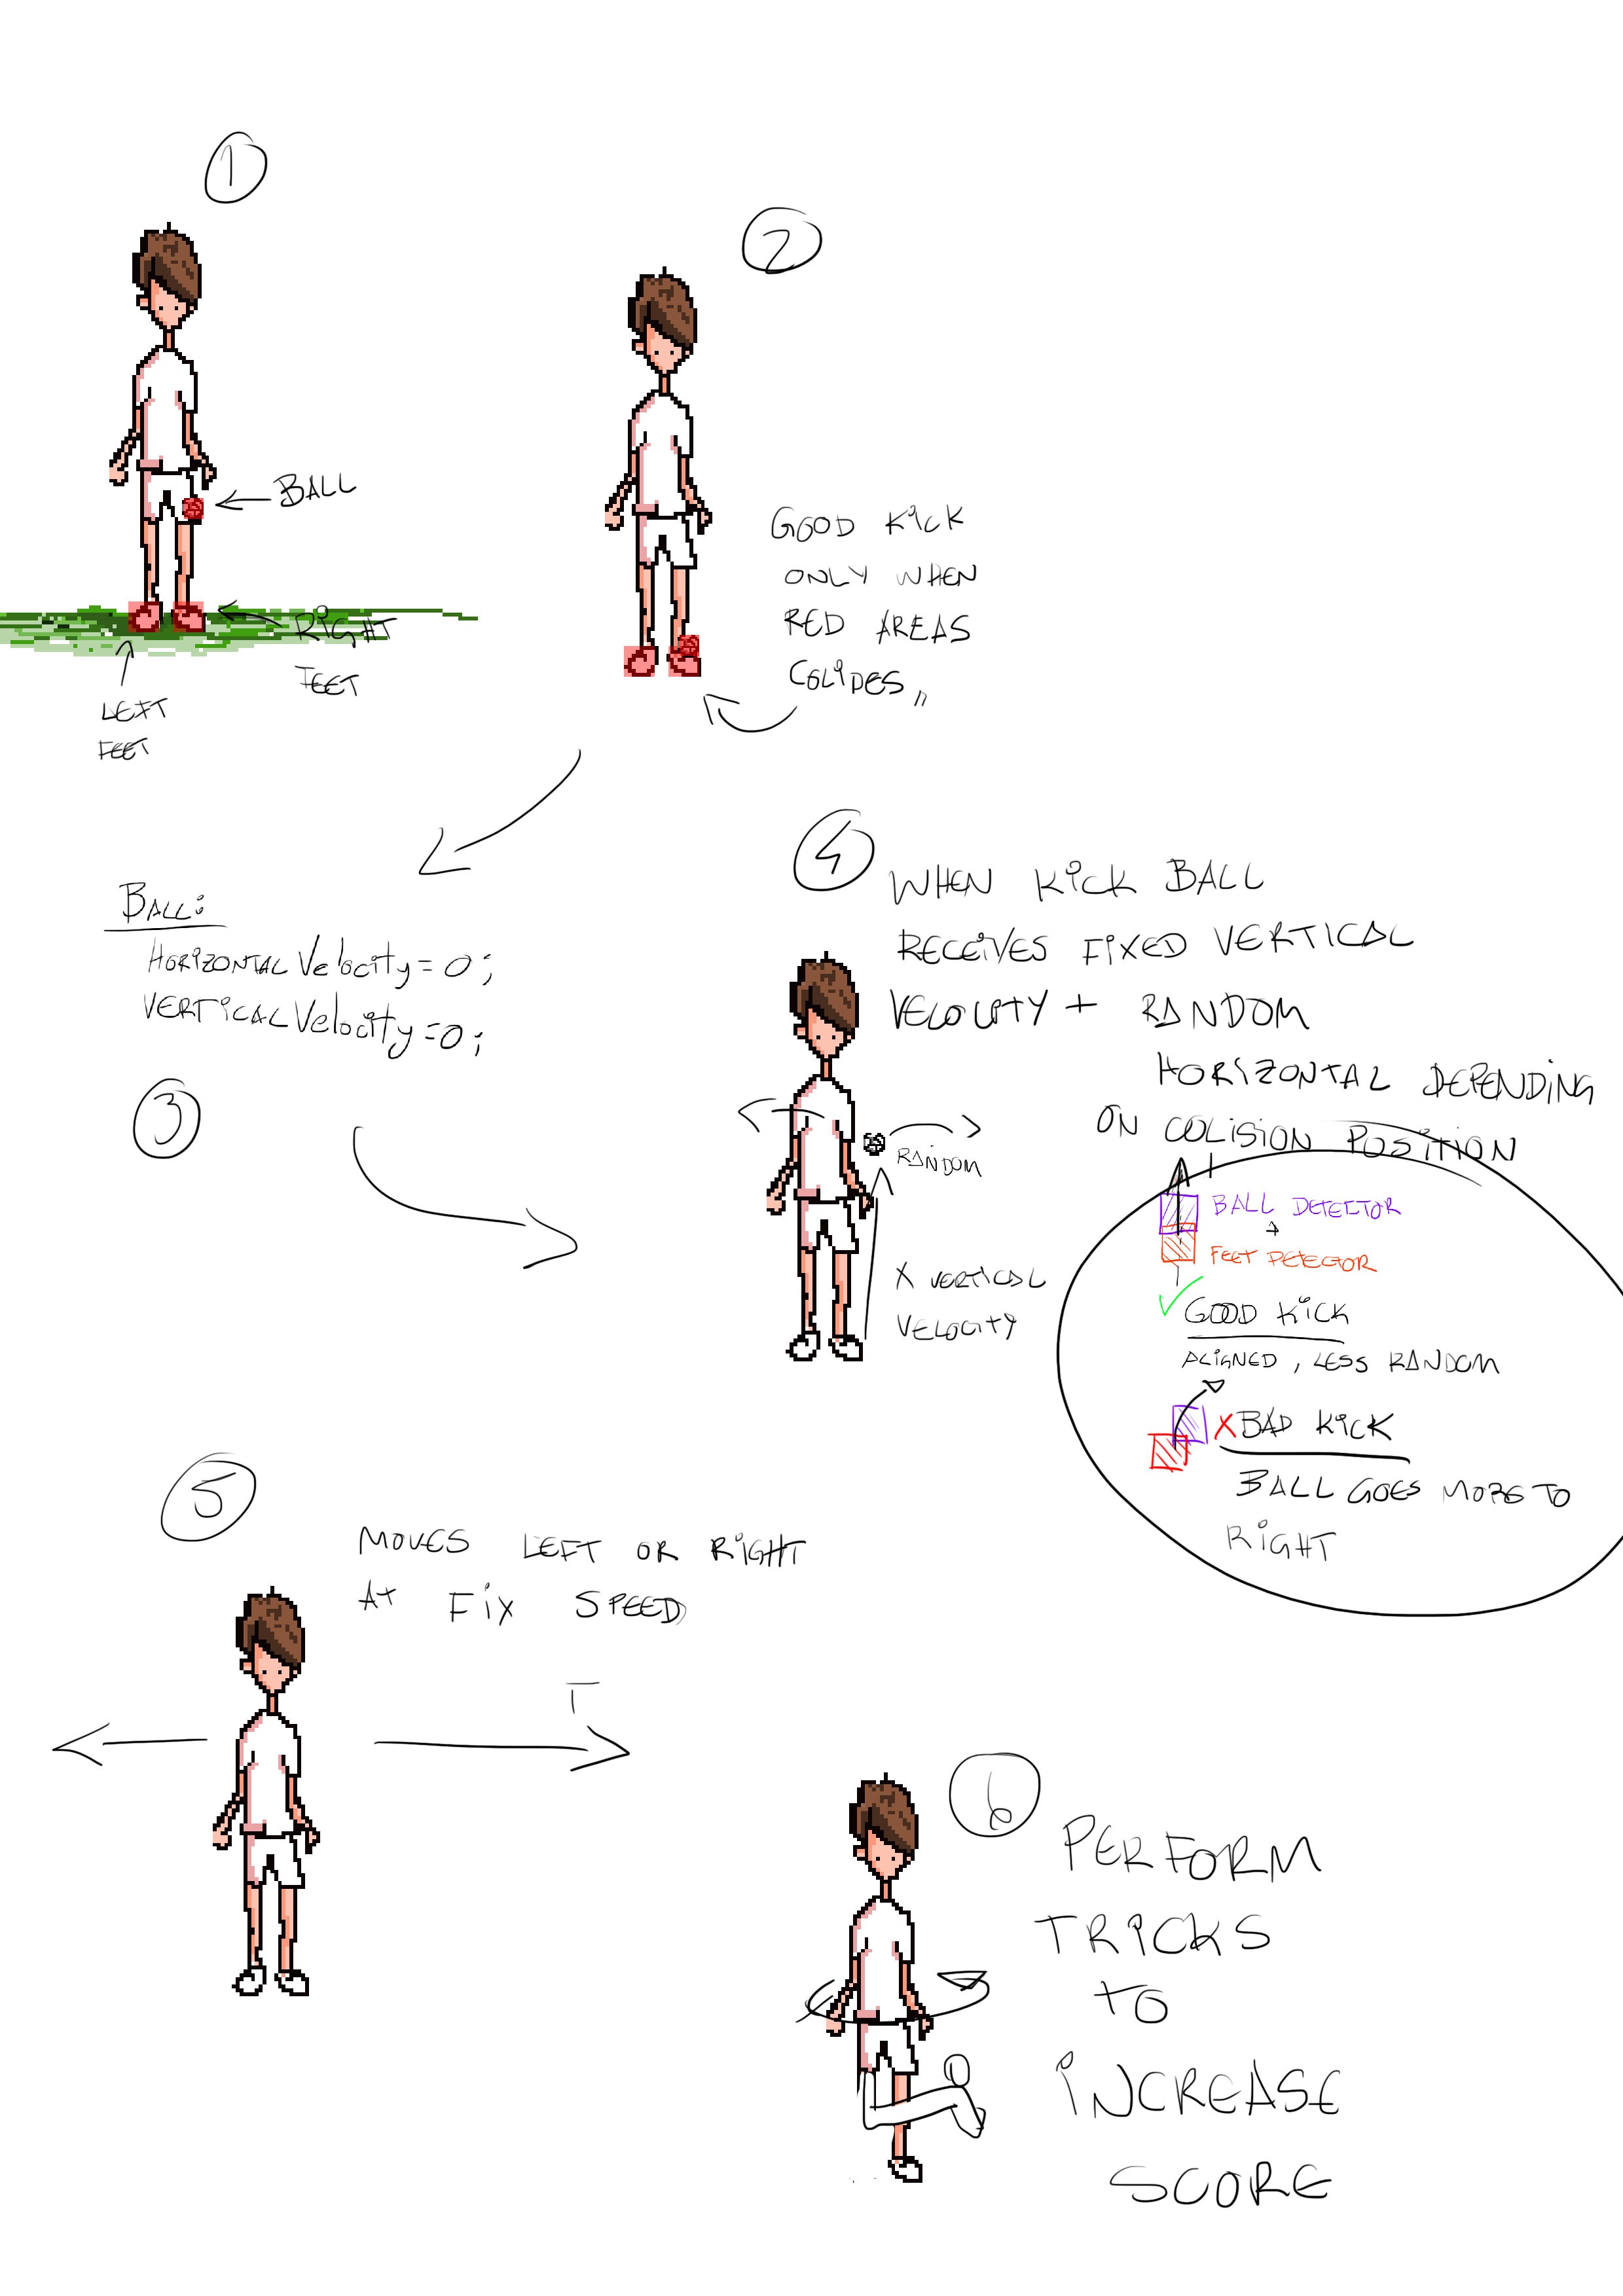 1
BALL
RIGHT
FEET
LEFT
FEET
2
GOOD KICK
ONLY WHEN
RED AREAS
COLIDES
BALL:
HORIZONTAL Velocity = 0;
VERTICAL Velocity = 0;
3
4
WHEN KICK BALL
RECEIVES FIXED VERTICAL
VELOCITY + RANDOM
HORIZONTAL DEPENDING
ON COLISION POSITION
RANDOM
X VERTICAL
VELOCITY
BALL DETECTOR
+
FEET DETECTOR
GOOD KICK
ALIGNED, LESS RANDOM
X BAD KICK
BALL GOES MORE TO
RIGHT
5
MOVES LEFT OR RIGHT
AT FIX SPEED
6
PERFORM
TRICKS
to
INCREASE
SCORE